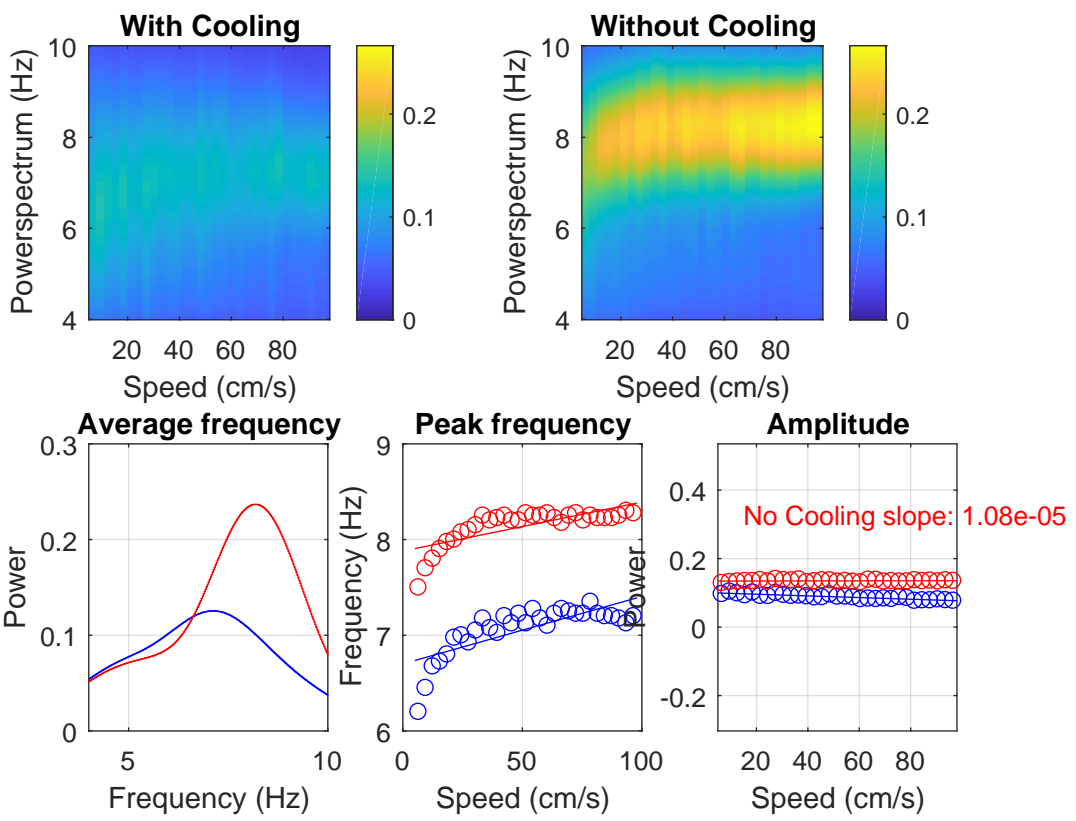 With Cooling
10
8
6
4
Powerspectrum (Hz)
20 40 60 80
Speed (cm/s)
0.2
0.1
0
Without Cooling
10
8
6
4
Powerspectrum (Hz)
20 40 60 80
Speed (cm/s)
0.2
0.1
0
Average frequency
0.3
0.2
0.1
0
Power
5 10
Frequency (Hz)
Peak frequency
9
8
7
6
Frequency (Hz)
0 50 100
Speed (cm/s)
Amplitude
0.4
0.2
0
-0.2
Power
No Cooling slope: 1.08e-05
20 40 60 80
Speed (cm/s)